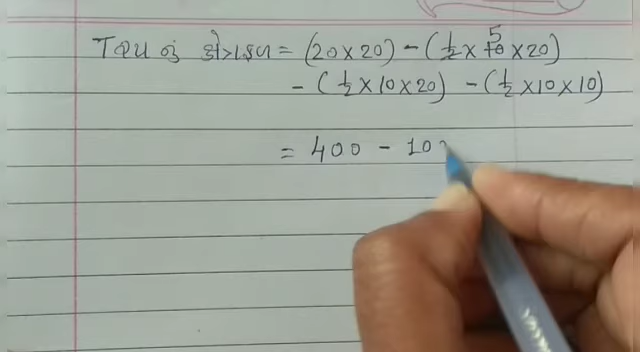 નું ક્ષેત્રફળ = (20 × 20) - (½ × 10 5 × 20)
- (½ × 10 × 20) - (½ × 10 × 10)
= 400 - 10